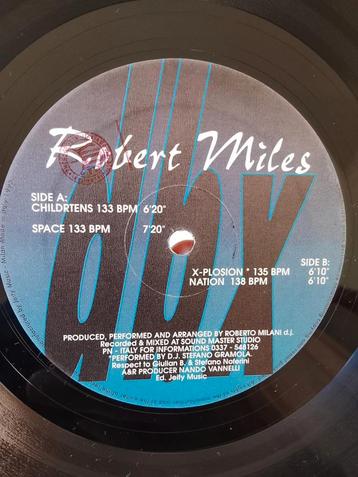 Robert Miles
dbx
SIDE A:
CHILDRTENS 133 BPM 6'20"
SPACE 133 BPM 7'20"
SIDE B:
X-PLOSION * 135 BPM 6'10"
NATION 138 BPM 6'10"
PRODUCED, PERFORMED AND ARRANGED BY ROBERTO MILANI d.j.
Recorded & MIXED AT SOUND MASTER STUDIO
PN - ITALY FOR INFORMATIONS 0337 - 548126
*PERFORMED BY D.J. STEFANO GRAMOLA.
Respect to Giulian B. & Stefano Noferini
A&R PRODUCER NANDO VANNELLI
Ed. Jelly Music